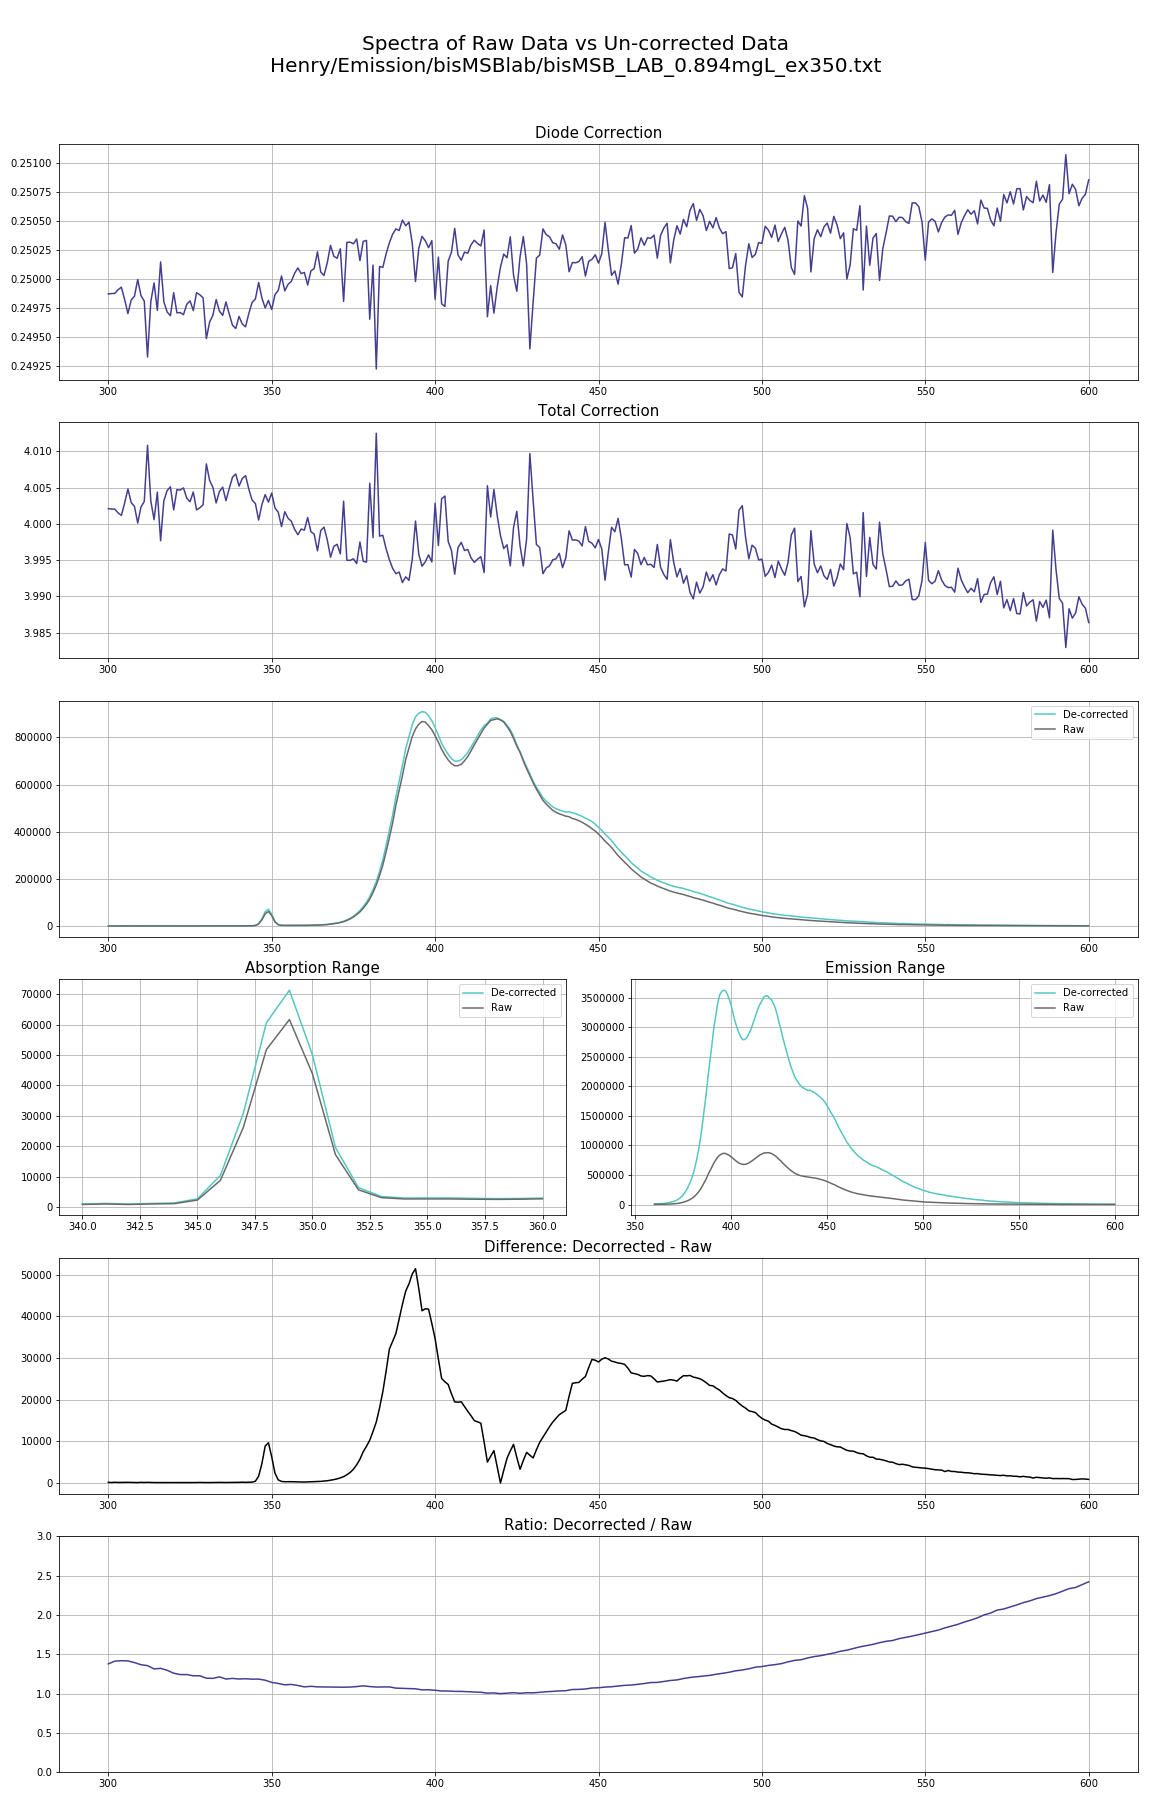 Spectra of Raw Data vs Un-corrected Data
Henry/Emission/bisMSBlab/bisMSB_LAB_0.894mgL_ex350.txt
Diode Correction
0.25100
0.25075
0.25050
0.25025
0.25000
0.24975
0.24950
0.24925
300 350 400 450 500 550 600
Total Correction
4.010
4.005
4.000
3.995
3.990
3.985
300 350 400 450 500 550 600
De-corrected
Raw
800000
600000
400000
200000
0
300 350 400 450 500 550 600
Absorption Range
De-corrected
Raw
70000
60000
50000
40000
30000
20000
10000
0
340.0 342.5 345.0 347.5 350.0 352.5 355.0 357.5 360.0
Emission Range
De-corrected
Raw
3500000
3000000
2500000
2000000
1500000
1000000
500000
0
350 400 450 500 550 600
Difference: Decorrected - Raw
50000
40000
30000
20000
10000
0
300 350 400 450 500 550 600
Ratio: Decorrected / Raw
3.0
2.5
2.0
1.5
1.0
0.5
0.0
300 350 400 450 500 550 600